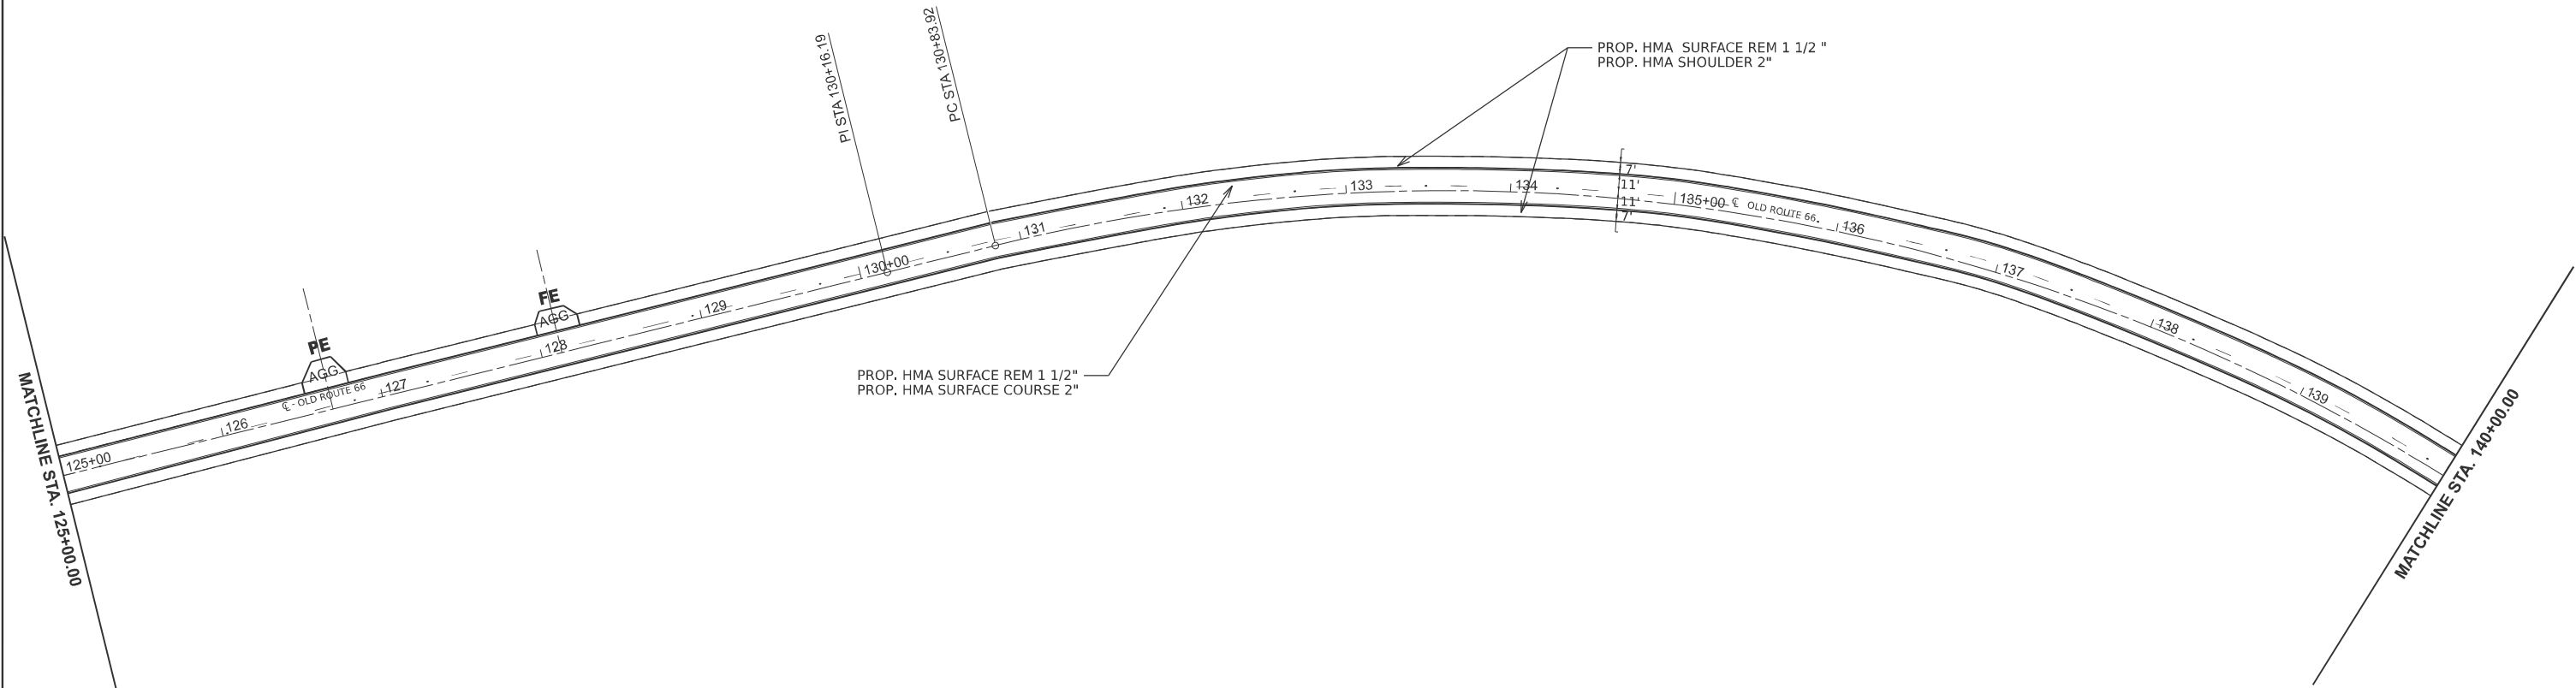 PI STA 130+16.19
PC STA 130+83.92
PROP. HMA  SURFACE REM 1 1/2 "
PROP. HMA SHOULDER 2"
7'
11'
11'
7'
125+00
126
127
128
129
130+00
131
132
133
134
135+00
℄ OLD ROUTE 66
136
137
138
139
PE
AGG
℄ - OLD ROUTE 66
FE
AGG
PROP. HMA SURFACE REM 1 1/2"
PROP. HMA SURFACE COURSE 2"
MATCHLINE STA. 125+00.00
MATCHLINE STA. 140+00.00